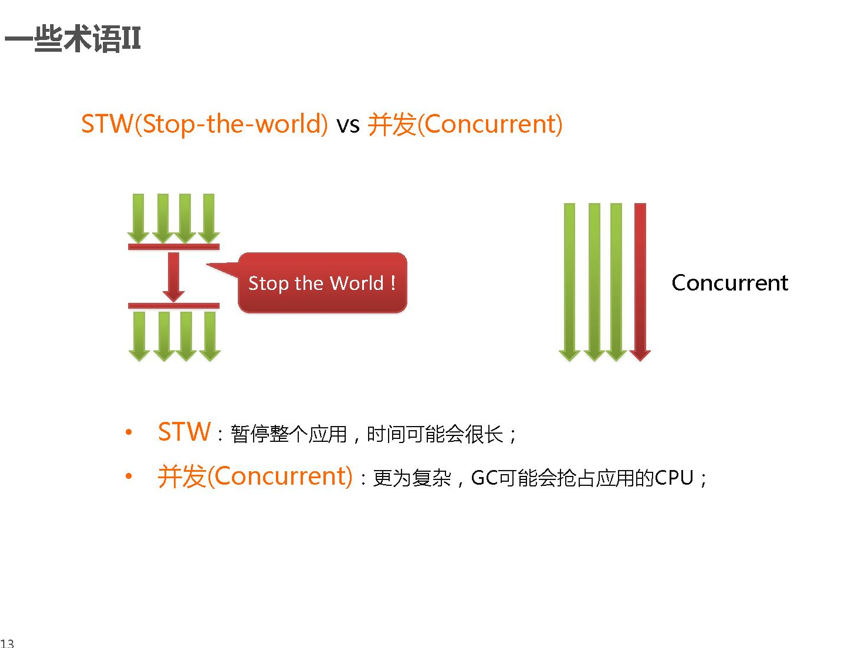 一些术语II
STW(Stop-the-world) vs 并发(Concurrent)
Stop the World！
Concurrent
• STW：暂停整个应用，时间可能会很长；
• 并发(Concurrent)：更为复杂，GC可能会抢占应用的CPU；
13